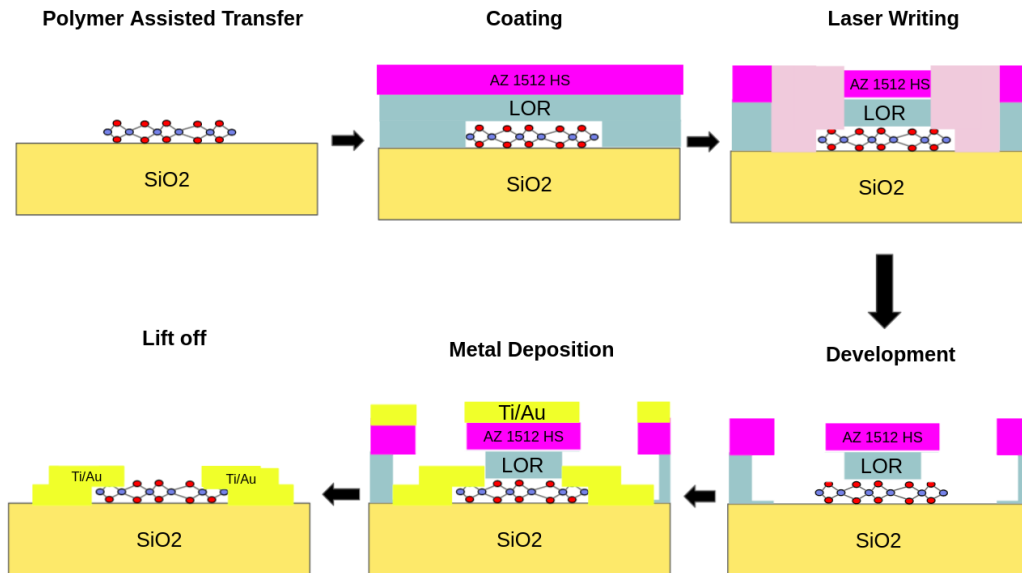 Polymer Assisted Transfer
Coating
Laser Writing
AZ 1512 HS
LOR
SiO2
SiO2
AZ 1512 HS
LOR
SiO2
Lift off
Metal Deposition
Development
Ti/Au
Ti/Au
SiO2
Ti/Au
AZ 1512 HS
LOR
SiO2
AZ 1512 HS
LOR
SiO2